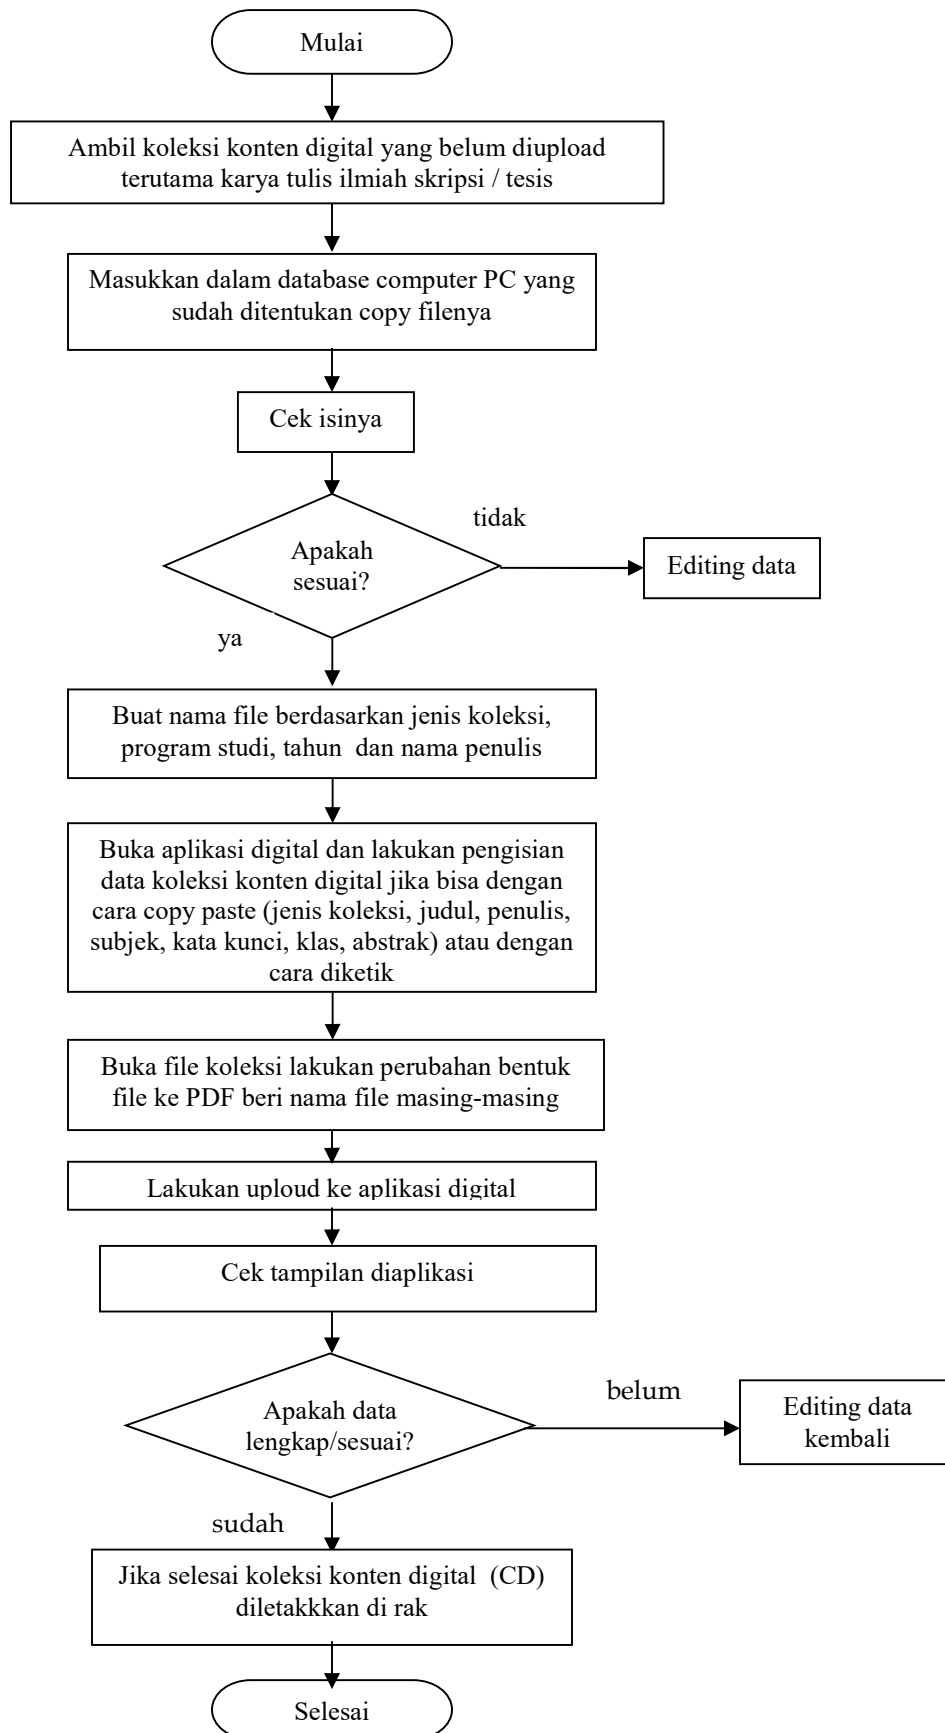 Mulai
Ambil koleksi konten digital yang belum diupload
terutama karya tulis ilmiah skripsi / tesis
Masukkan dalam database computer PC yang
sudah ditentukan copy filenya
Cek isinya
Apakah
sesuai?
tidak
Editing data
ya
Buat nama file berdasarkan jenis koleksi,
program studi, tahun  dan nama penulis
Buka aplikasi digital dan lakukan pengisian
data koleksi konten digital jika bisa dengan
cara copy paste (jenis koleksi, judul, penulis,
subjek, kata kunci, klas, abstrak) atau dengan
cara diketik
Buka file koleksi lakukan perubahan bentuk
file ke PDF beri nama file masing-masing
Lakukan uploud ke aplikasi digital
Cek tampilan diaplikasi
Apakah data
lengkap/sesuai?
belum
Editing data
kembali
sudah
Jika selesai koleksi konten digital  (CD)
diletakkkan di rak
Selesai